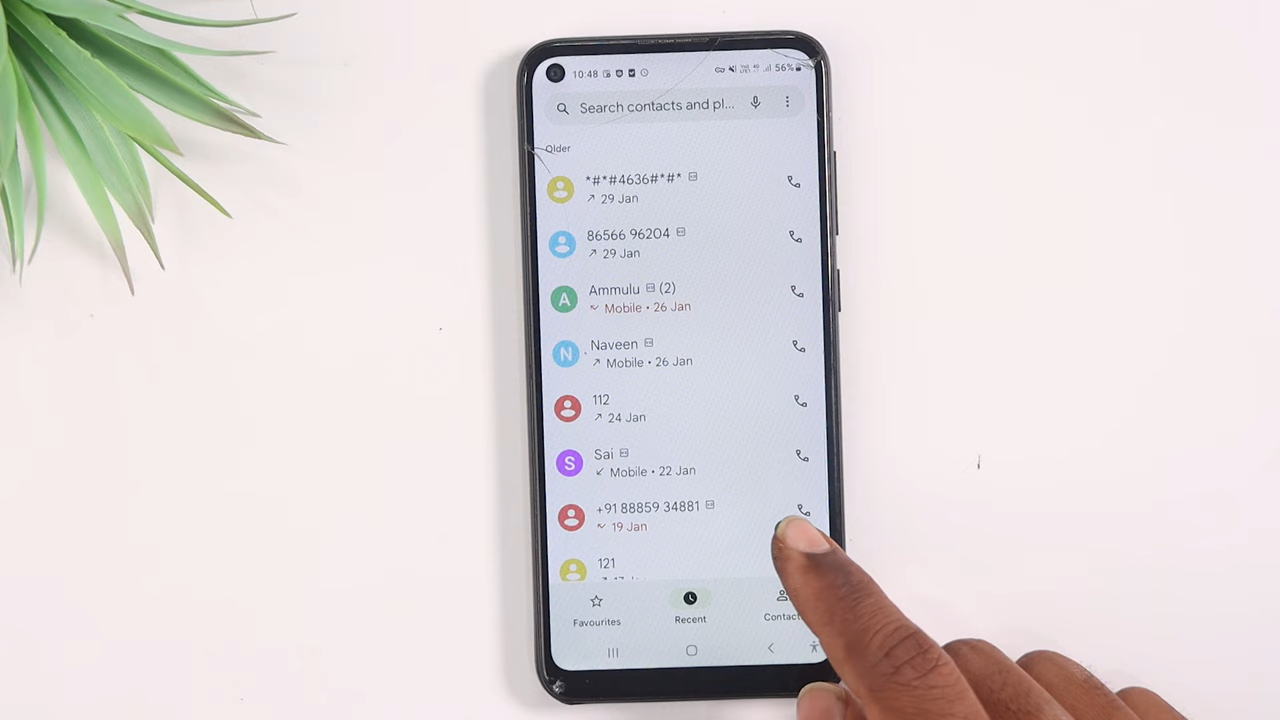 10:48 56%
Search contacts and pl...
Older
*#*#4636#*#*
29 Jan
86566 96204
29 Jan
A Ammulu (2)
Mobile • 26 Jan
N Naveen
Mobile • 26 Jan
112
24 Jan
S Sai
Mobile • 22 Jan
+91 88859 34881
19 Jan
121
Favourites Recent